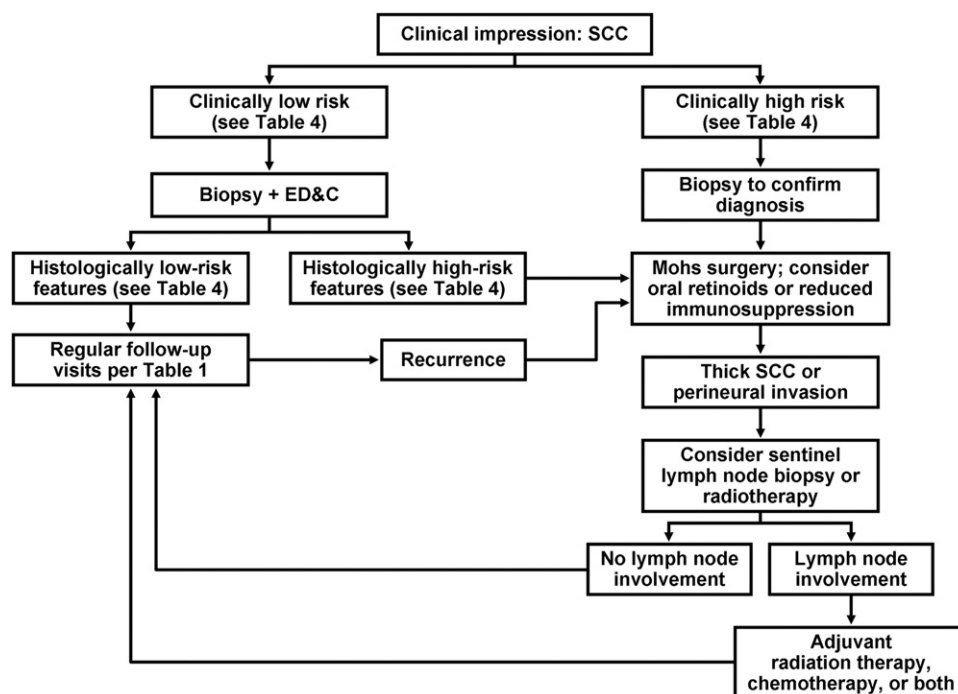 Clinical impression: SCC
Clinically low risk
(see Table 4)
Clinically high risk
(see Table 4)
Biopsy + ED&C
Biopsy to confirm
diagnosis
Histologically low-risk
features (see Table 4)
Histologically high-risk
features (see Table 4)
Mohs surgery; consider
oral retinoids or reduced
immunosuppression
Regular follow-up
visits per Table 1
Recurrence
Thick SCC or
perineural invasion
Consider sentinel
lymph node biopsy or
radiotherapy
No lymph node
involvement
Lymph node
involvement
Adjuvant
radiation therapy,
chemotherapy, or both